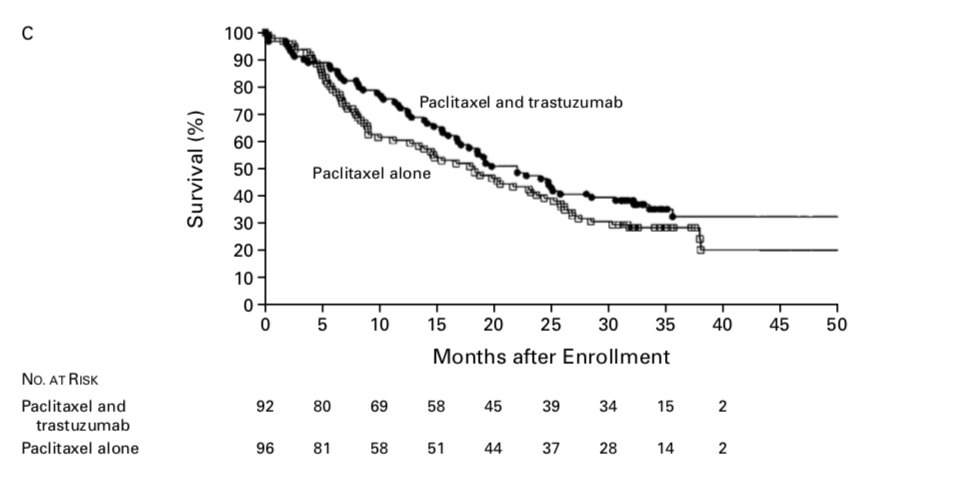 C
100
90
80
70
60
50
40
30
20
10
0
Survival (%)
Paclitaxel and trastuzumab
Paclitaxel alone
0 5 10 15 20 25 30 35 40 45 50
Months after Enrollment
NO. AT RISK
Paclitaxel and 92 80 69 58 45 39 34 15 2
trastuzumab
Paclitaxel alone 96 81 58 51 44 37 28 14 2